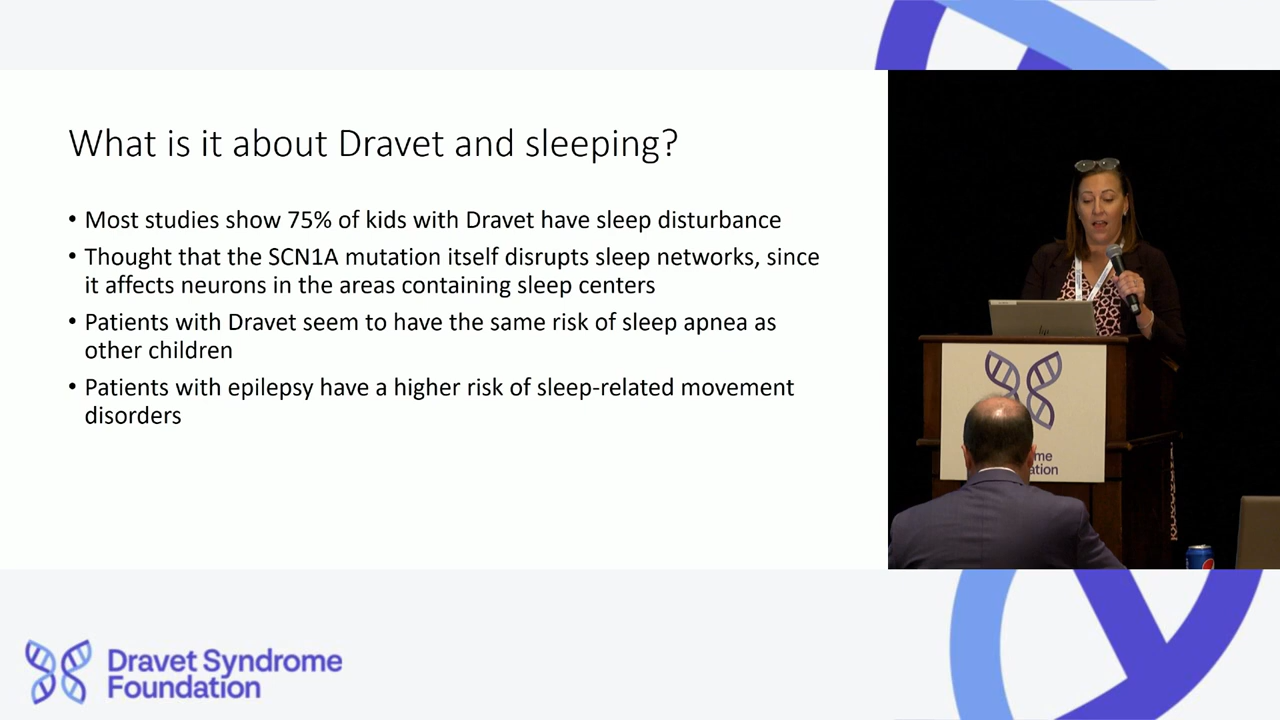 What is it about Dravet and sleeping?
• Most studies show 75% of kids with Dravet have sleep disturbance
• Thought that the SCN1A mutation itself disrupts sleep networks, since
it affects neurons in the areas containing sleep centers
• Patients with Dravet seem to have the same risk of sleep apnea as
other children
• Patients with epilepsy have a higher risk of sleep-related movement
disorders
hp
me
ation
Dravet Syndrome
Foundation